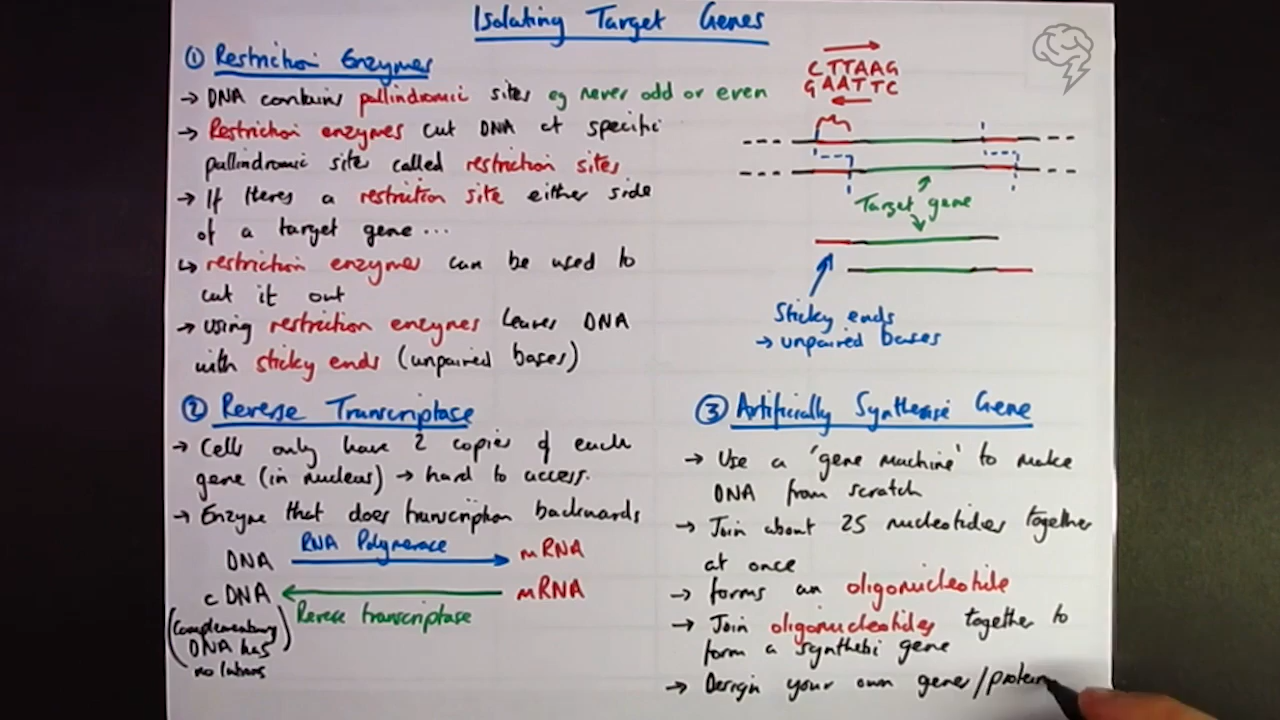 Isolating Target Genes
① Restriction Enzymes
→ DNA contains pallindromic sites eg never odd or even
→ Restriction enzymes cut DNA at specific
pallindromic site called restriction sites
→ If theres a restriction site either side
of a target gene...
↳ restriction enzymes can be used to
cut it out
→ using restriction enzymes leaves DNA
with sticky ends (unpaired bases)
CTTAAG
GAATTC
Target gene
Sticky ends
→ unpaired bases
② Reverse Transcriptase
→ Cells only have 2 copies of each
gene (in nucleus) → hard to access.
→ Enzyme that does transcription backwards
DNA RNA Polymerase mRNA
cDNA Reverse transcriptase mRNA
(complementary
DNA has
no introns)
③ Artificially Synthesise Gene
→ Use a 'gene machine' to make
DNA from scratch
→ Join about 25 nucleotides together
at once
→ forms an oligonucleotide
→ Join oligonucleotides together to
form a synthetic gene
→ Design your own genes/protein